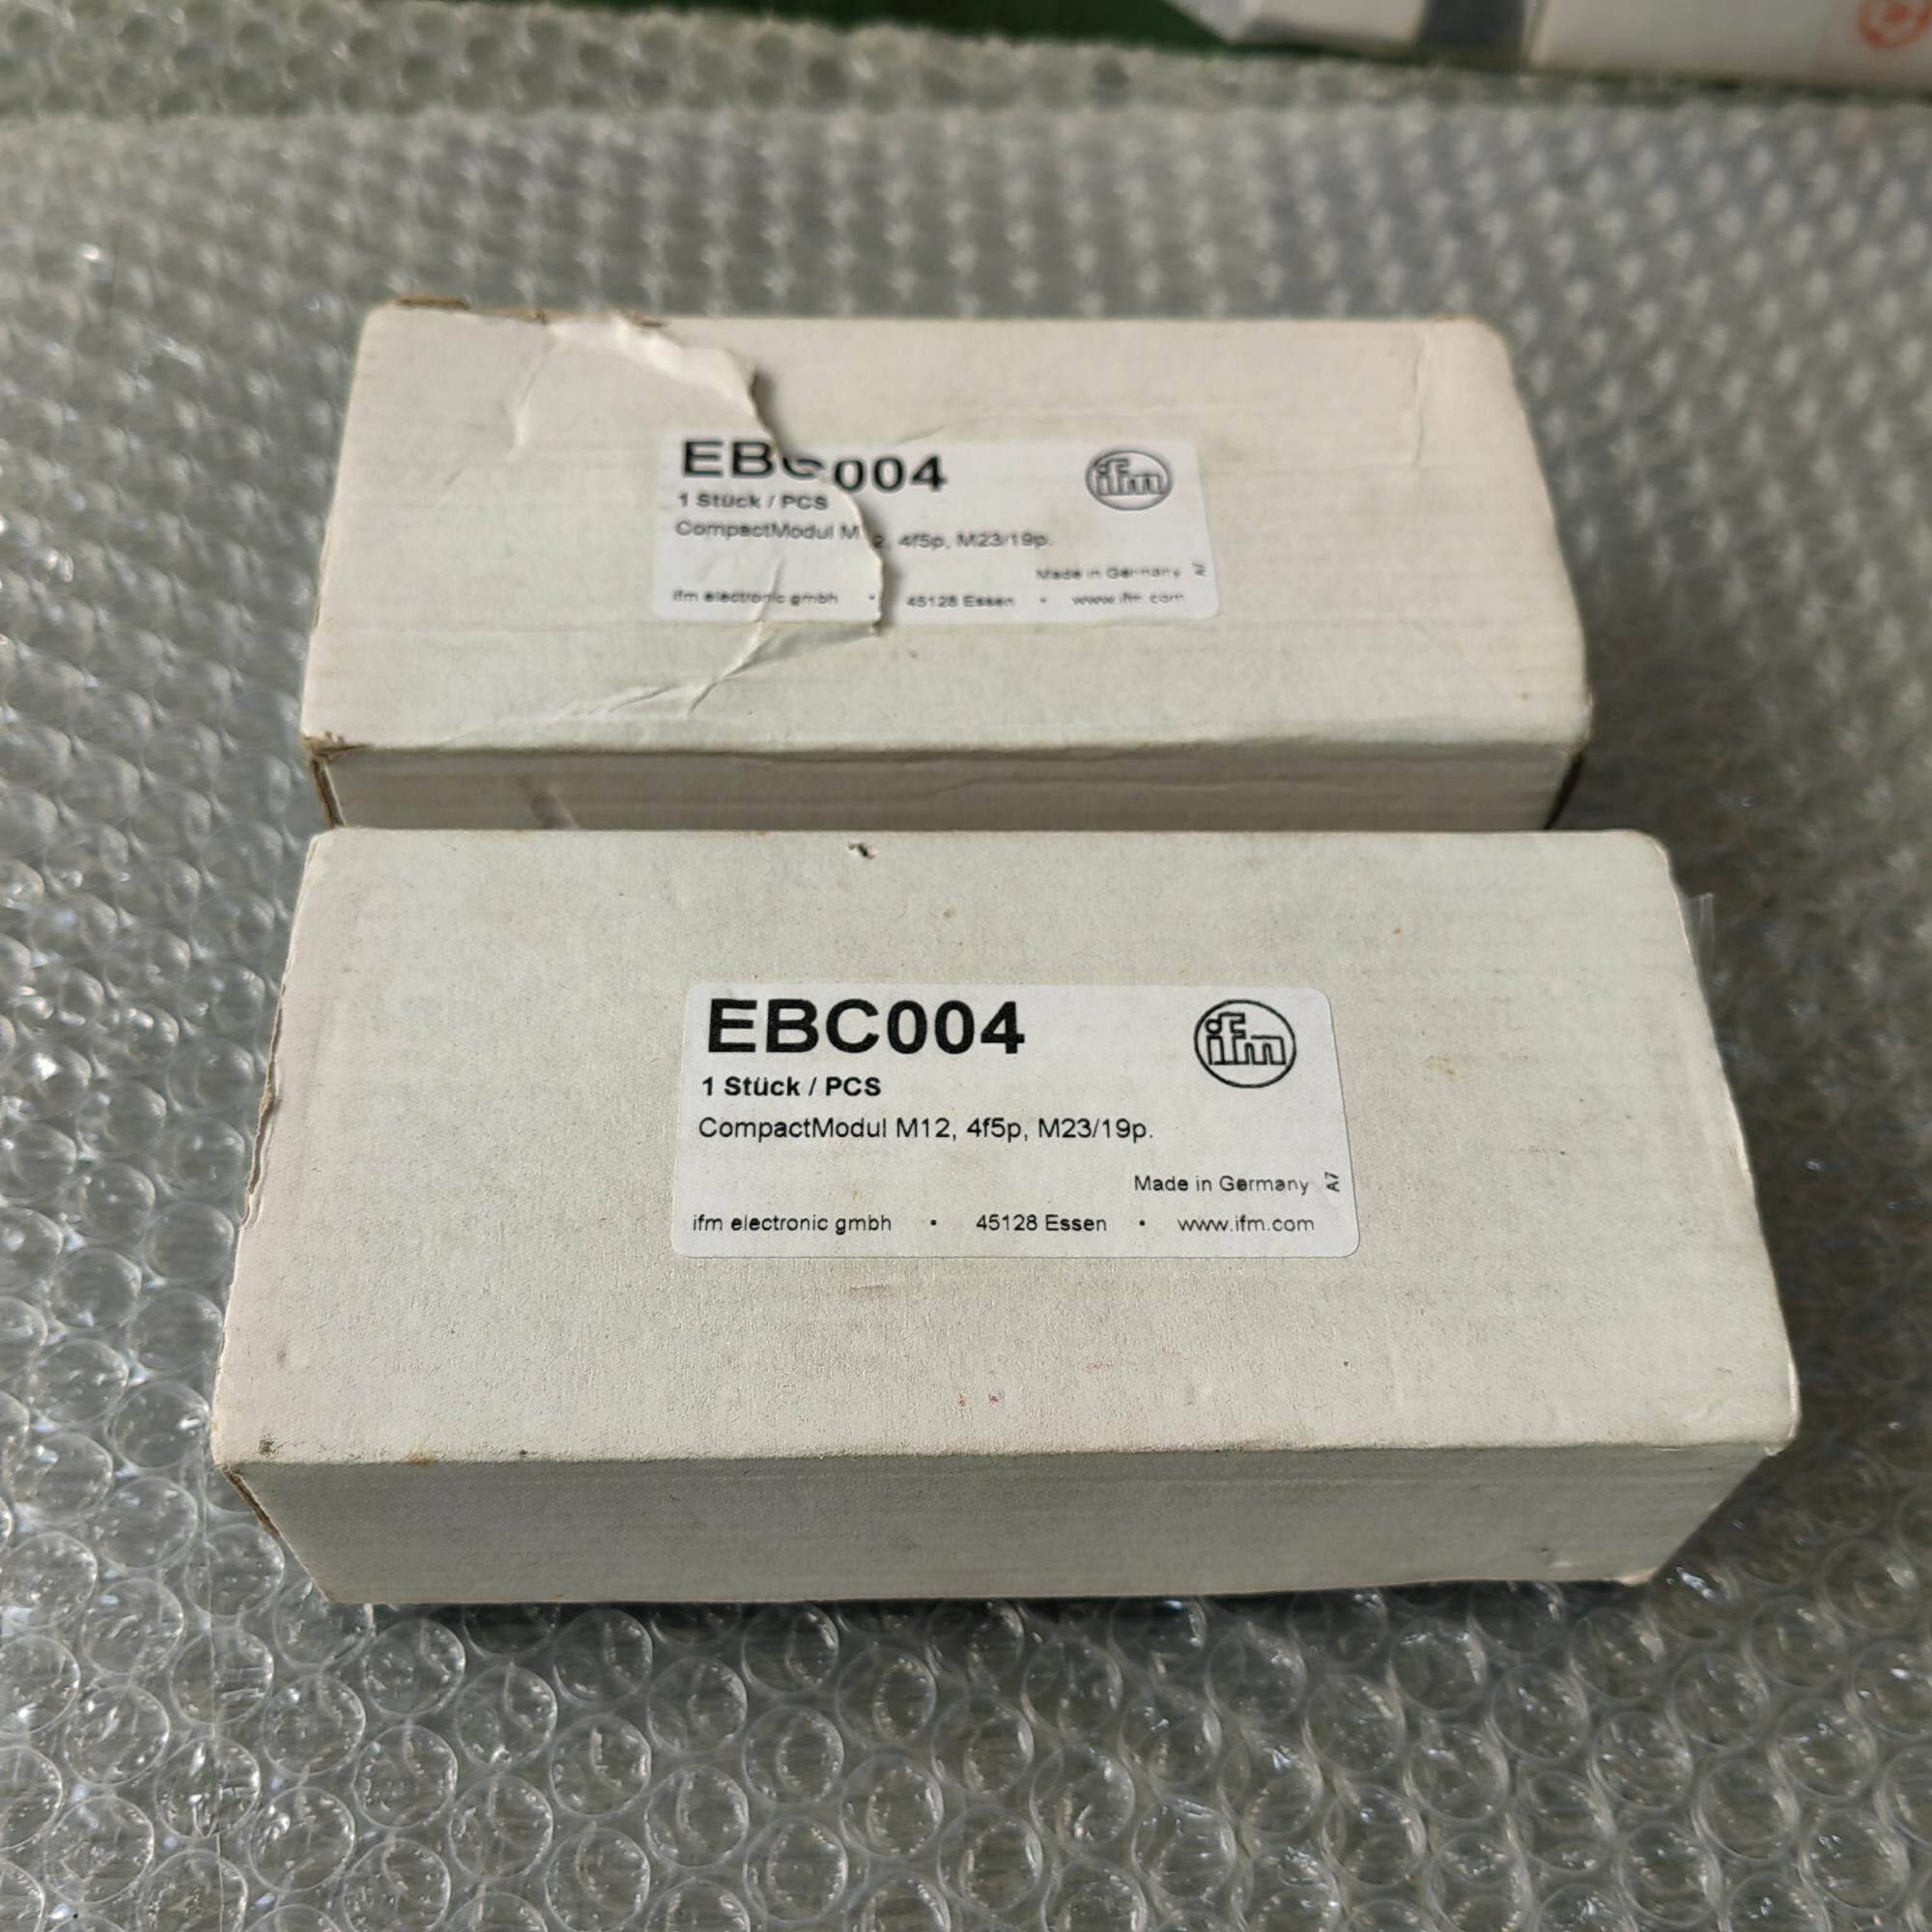 EBC004
ifm
1 Stück / PCS
CompactModul M12, 4f5p, M23/19p.
Made in Germany A7
ifm electronic gmbh • 45128 Essen • www.ifm.com
EBC004
ifm
1 Stück / PCS
CompactModul M12, 4f5p, M23/19p.
Made in Germany A7
ifm electronic gmbh • 45128 Essen • www.ifm.com